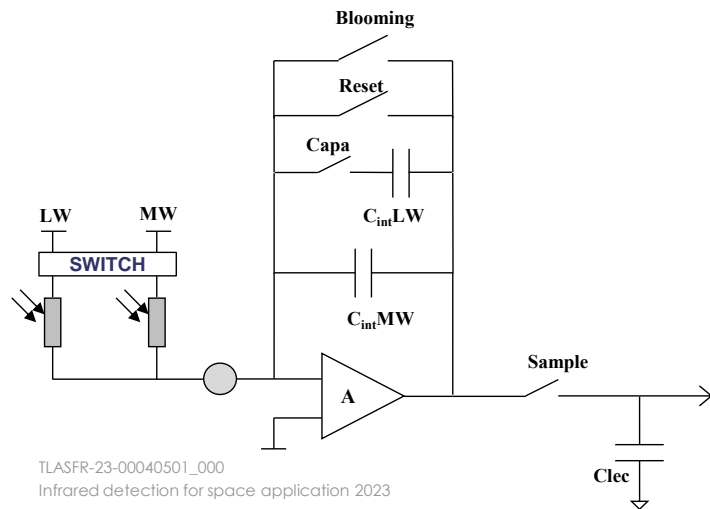 Blooming
Reset
Capa
CintLW
LW MW
SWITCH
CintMW
Sample
A
Clec
TLASFR-23-00040501_000
Infrared detection for space application 2023